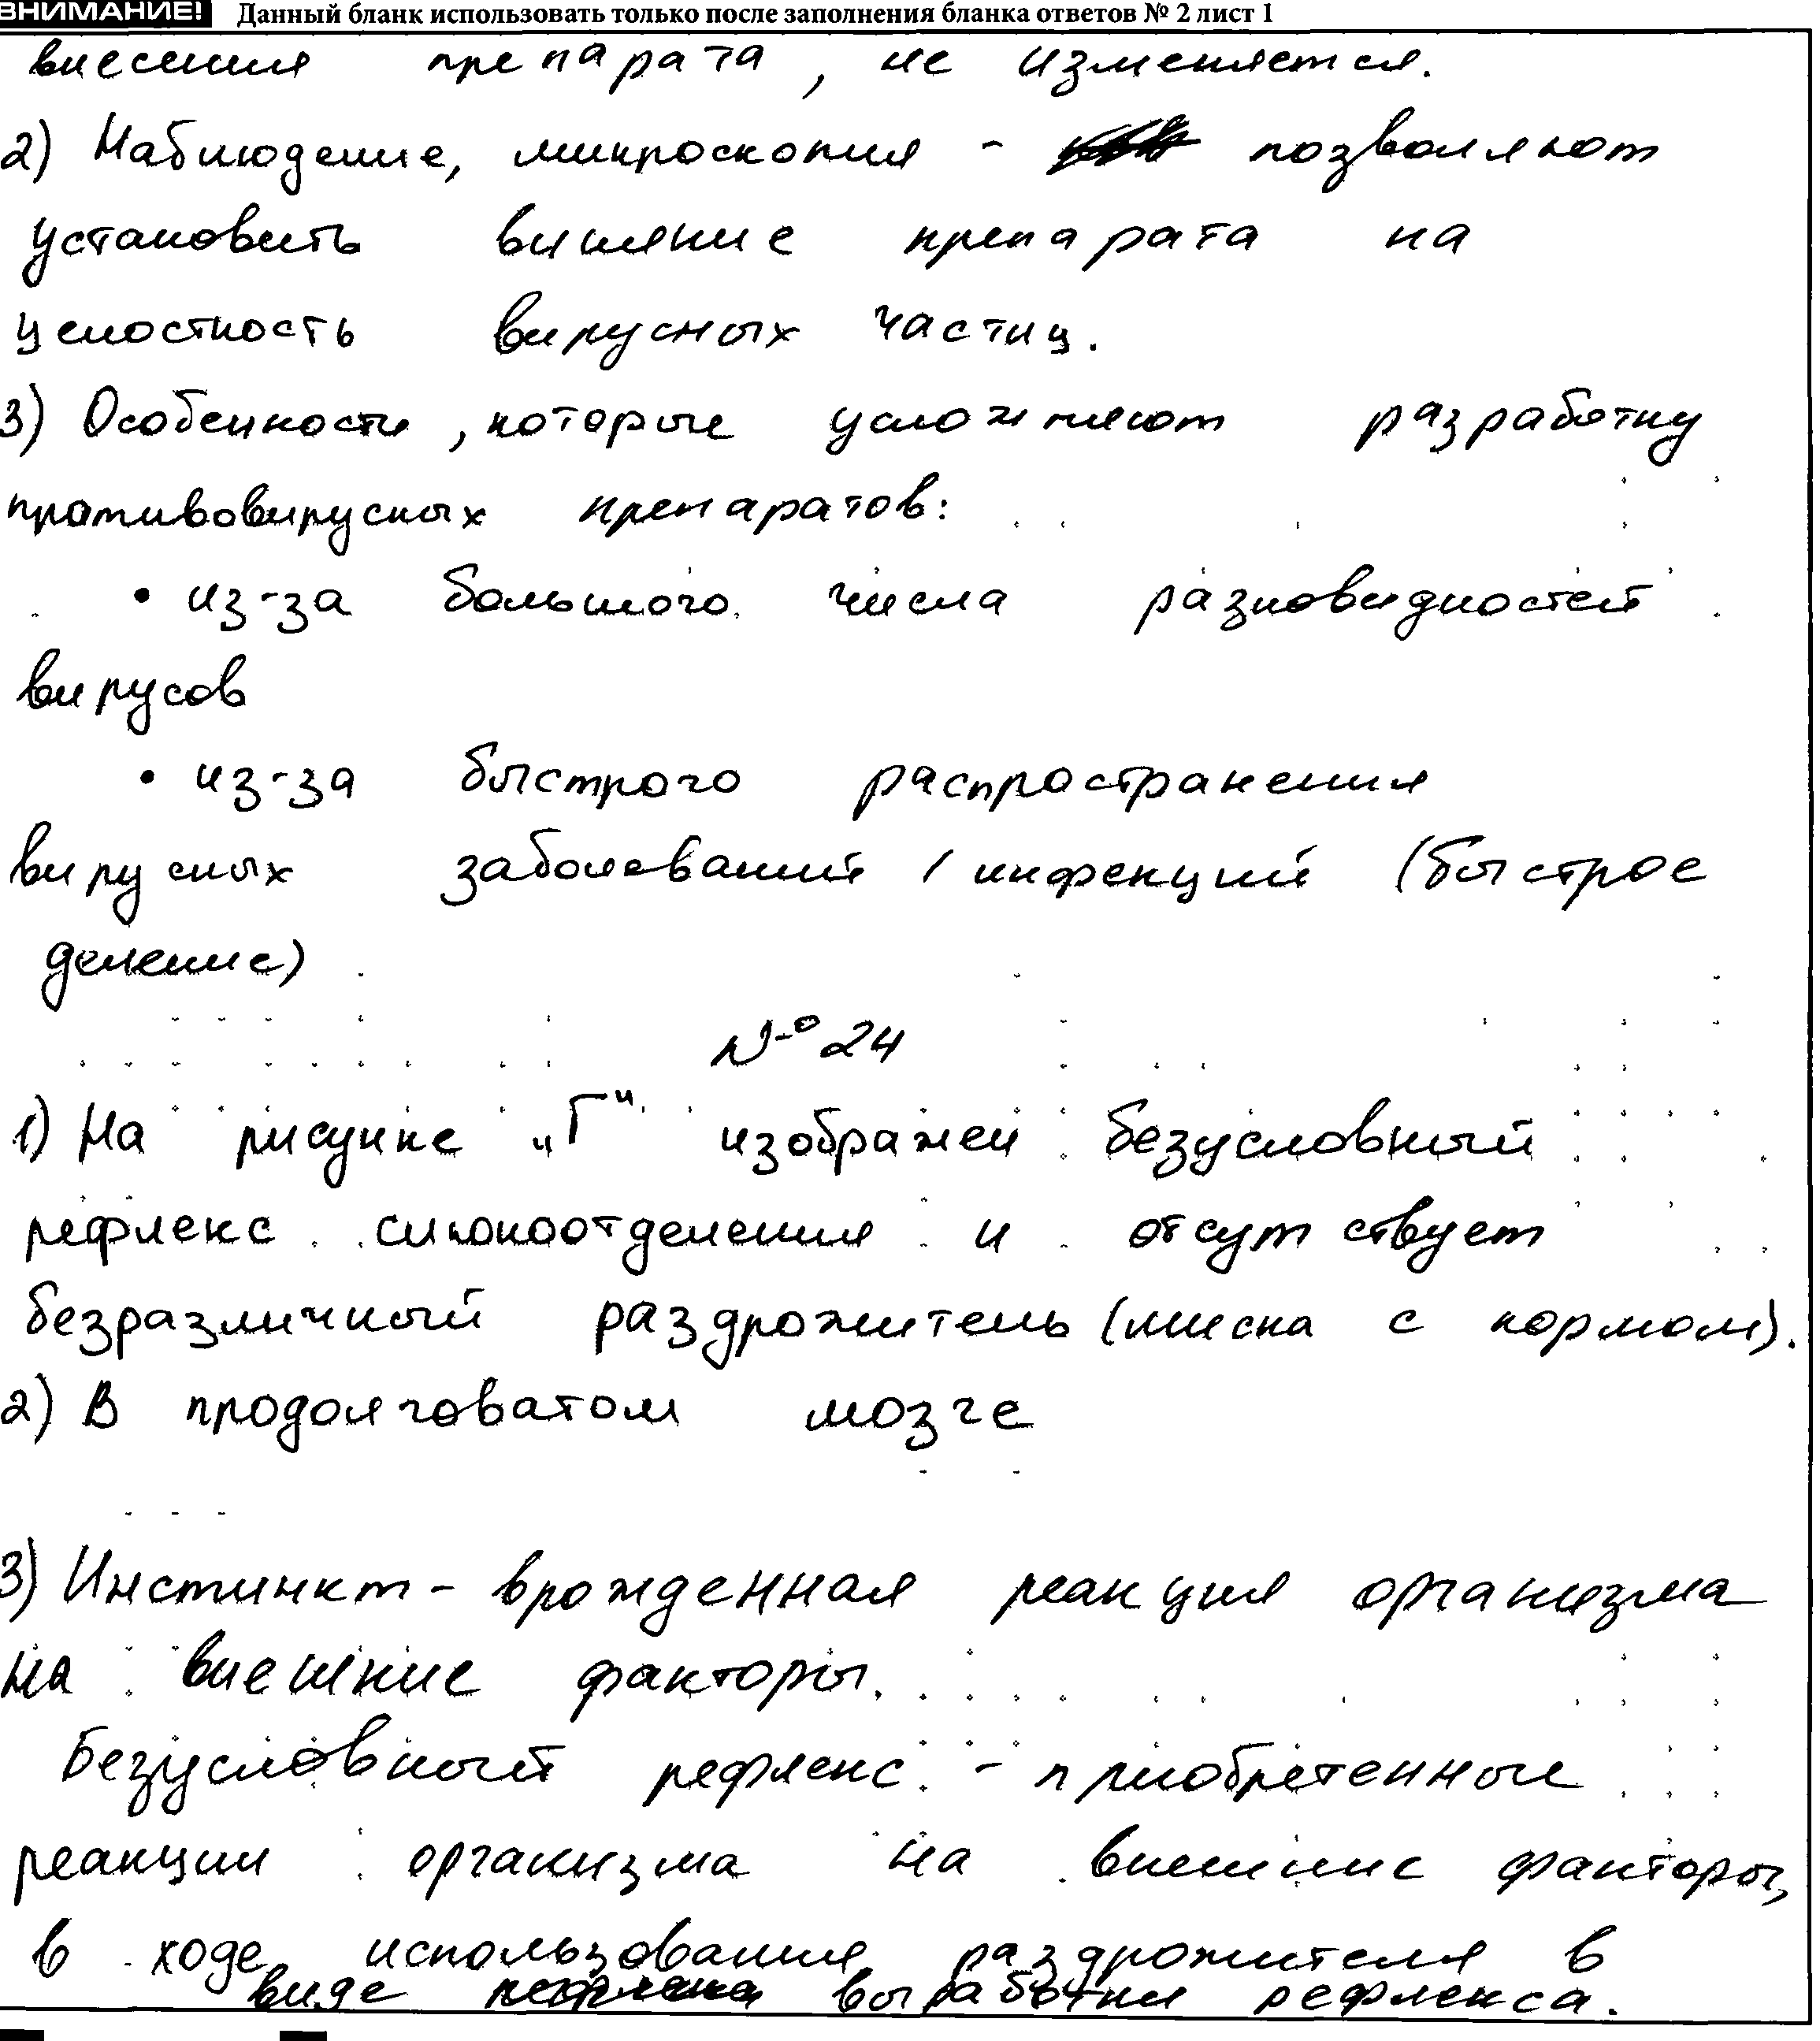 ВНИМАНИЕ! Данный бланк использовать только после заполнения бланка ответов № 2 лист 1
внесения препарата, не изменяется.
2) Наблюдение, микроскопия - позволяют
установить влияние препарата на
целостность вирусных частиц.
3) Особенности, которые усложняют разработку
противовирусных препаратов:
• из-за большого числа разновидностей
вирусов
• из-за быстрого распространения
вирусных заболеваний / инфекций (быстрое
деление)
№ 24
1) На рисунке „Г" изображен безусловный
рефлекс слюноотделения и отсутствует
безразличный раздрожитель (миска с кормом).
2) В продолговатом мозге
3) Инстинкт - врожденная реакция организма
на внешние факторы.
Безусловный рефлекс - приобретенные
реакции организма на внешние факторы,
в ходе использования раздрожителя в
виде выработки рефлекса.